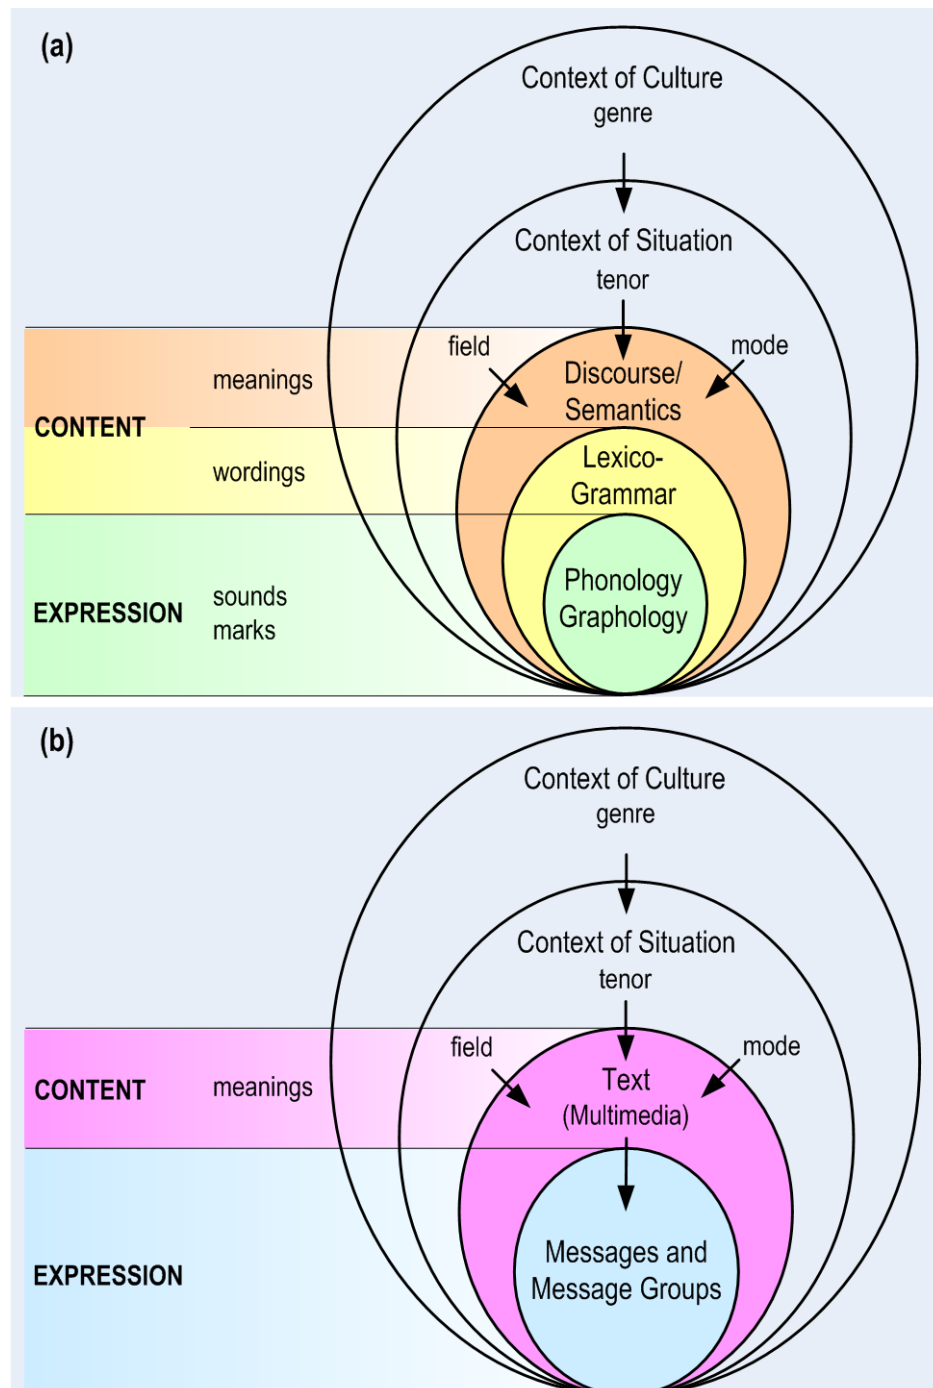 (a)
Context of Culture
genre
Context of Situation
tenor
field
mode
Discourse/
Semantics
meanings
CONTENT
Lexico-
Grammar
wordings
Phonology
Graphology
EXPRESSION
sounds
marks
(b)
Context of Culture
genre
Context of Situation
tenor
field
mode
Text
(Multimedia)
CONTENT
meanings
Messages and
Message Groups
EXPRESSION